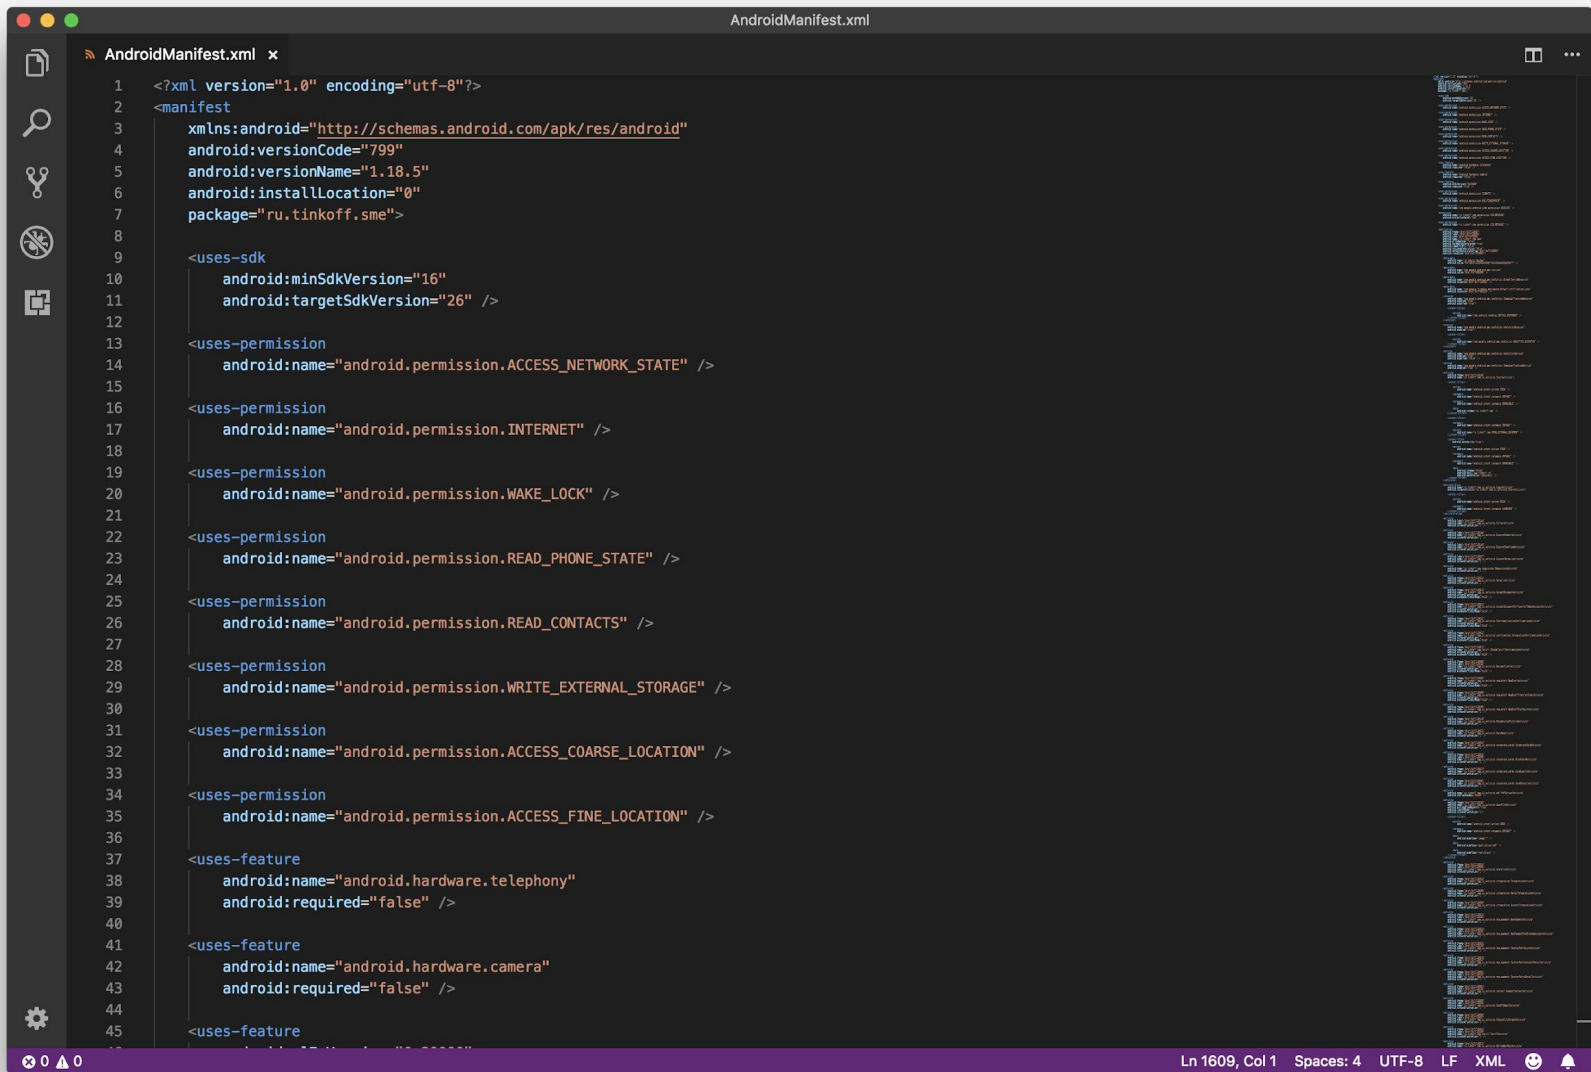 AndroidManifest.xml
AndroidManifest.xml ×
1 <?xml version="1.0" encoding="utf-8"?>
2 <manifest
3 xmlns:android="http://schemas.android.com/apk/res/android"
4 android:versionCode="799"
5 android:versionName="1.18.5"
6 android:installLocation="0"
7 package="ru.tinkoff.sme">
8
9 <uses-sdk
10 android:minSdkVersion="16"
11 android:targetSdkVersion="26" />
12
13 <uses-permission
14 android:name="android.permission.ACCESS_NETWORK_STATE" />
15
16 <uses-permission
17 android:name="android.permission.INTERNET" />
18
19 <uses-permission
20 android:name="android.permission.WAKE_LOCK" />
21
22 <uses-permission
23 android:name="android.permission.READ_PHONE_STATE" />
24
25 <uses-permission
26 android:name="android.permission.READ_CONTACTS" />
27
28 <uses-permission
29 android:name="android.permission.WRITE_EXTERNAL_STORAGE" />
30
31 <uses-permission
32 android:name="android.permission.ACCESS_COARSE_LOCATION" />
33
34 <uses-permission
35 android:name="android.permission.ACCESS_FINE_LOCATION" />
36
37 <uses-feature
38 android:name="android.hardware.telephony"
39 android:required="false" />
40
41 <uses-feature
42 android:name="android.hardware.camera"
43 android:required="false" />
44
45 <uses-feature
0 0 Ln 1609, Col 1 Spaces: 4 UTF-8 LF XML